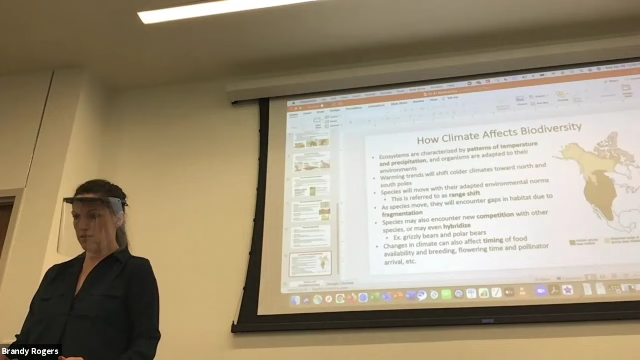 How Climate Affects Biodiversity
• Ecosystems are characterized by patterns of temperature
and precipitation, and organisms are adapted to their
environments
• Warming trends will shift colder climates toward north and
south poles
• Species will move with their adapted environmental norms
• This is referred to as range shift
• As species move, they will encounter gaps in habitat due to
fragmentation
• Species may also encounter new competition with other
species, or may even hybridize
• Ex. grizzly bears and polar bears
• Changes in climate can also affect timing of food
availability and breeding, flowering time and pollinator
arrival, etc.
Brandy Rogers